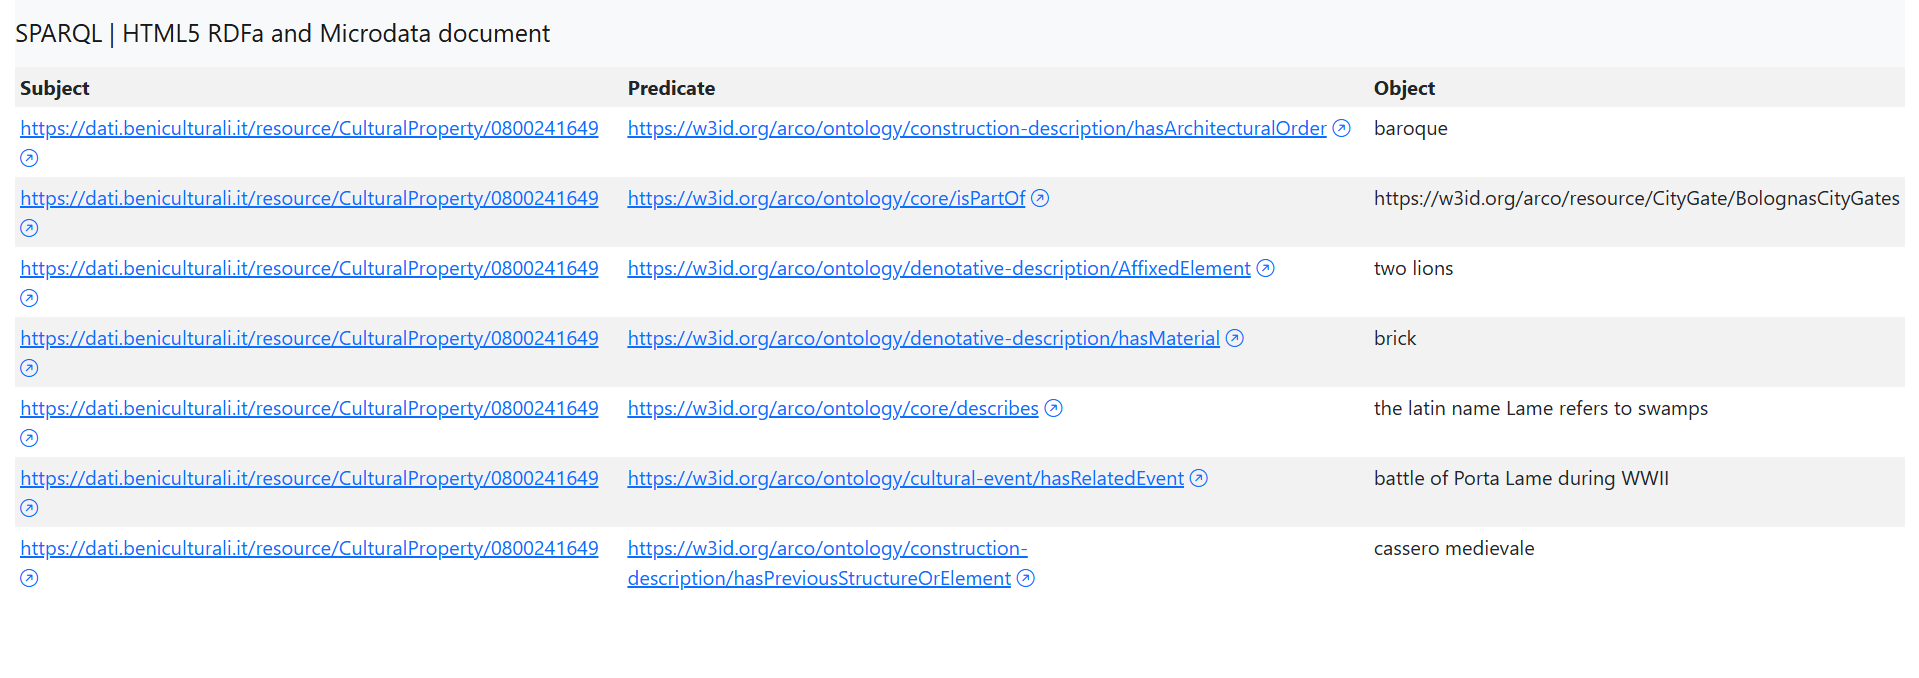 SPARQL | HTML5 RDFa and Microdata document
Subject Predicate Object
https://dati.beniculturali.it/resource/CulturalProperty/0800241649 https://w3id.org/arco/ontology/construction-description/hasArchitecturalOrder baroque
https://dati.beniculturali.it/resource/CulturalProperty/0800241649 https://w3id.org/arco/ontology/core/isPartOf https://w3id.org/arco/resource/CityGate/BolognasCityGates
https://dati.beniculturali.it/resource/CulturalProperty/0800241649 https://w3id.org/arco/ontology/denotative-description/AffixedElement two lions
https://dati.beniculturali.it/resource/CulturalProperty/0800241649 https://w3id.org/arco/ontology/denotative-description/hasMaterial brick
https://dati.beniculturali.it/resource/CulturalProperty/0800241649 https://w3id.org/arco/ontology/core/describes the latin name Lame refers to swamps
https://dati.beniculturali.it/resource/CulturalProperty/0800241649 https://w3id.org/arco/ontology/cultural-event/hasRelatedEvent battle of Porta Lame during WWII
https://dati.beniculturali.it/resource/CulturalProperty/0800241649 https://w3id.org/arco/ontology/construction- cassero medievale
description/hasPreviousStructureOrElement